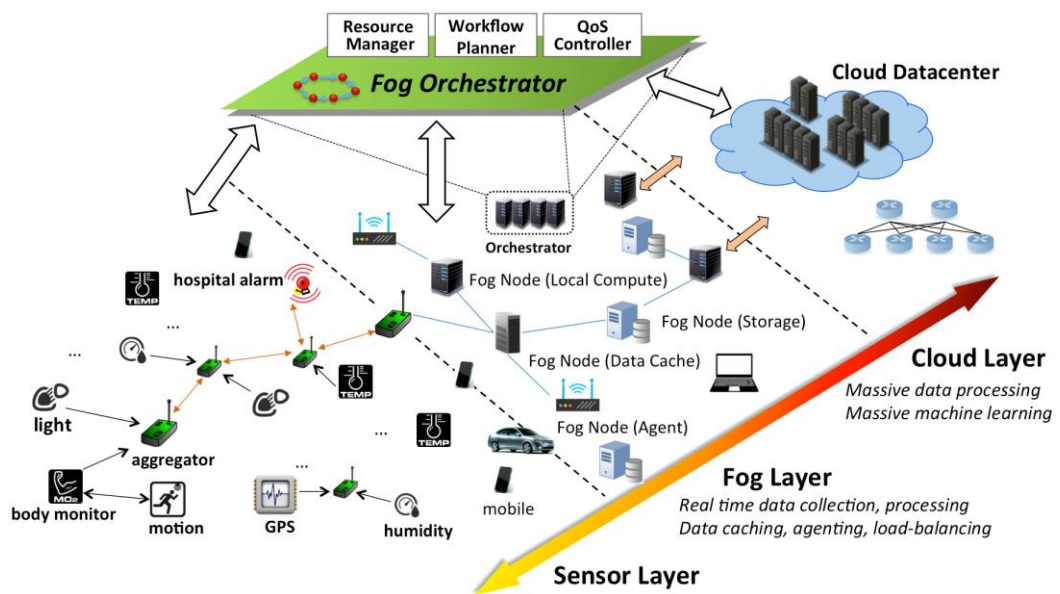 Resource
Manager
Workflow
Planner
QoS
Controller
Fog Orchestrator
Cloud Datacenter
Orchestrator
hospital alarm
TEMP
Fog Node (Local Compute)
...
...
Fog Node (Storage)
TEMP
Fog Node (Data Cache)
Cloud Layer
Massive data processing
Massive machine learning
light
...
TEMP
Fog Node (Agent)
aggregator
MO2
body monitor
motion
...
GPS
humidity
mobile
Fog Layer
Real time data collection, processing
Data caching, agenting, load-balancing
Sensor Layer